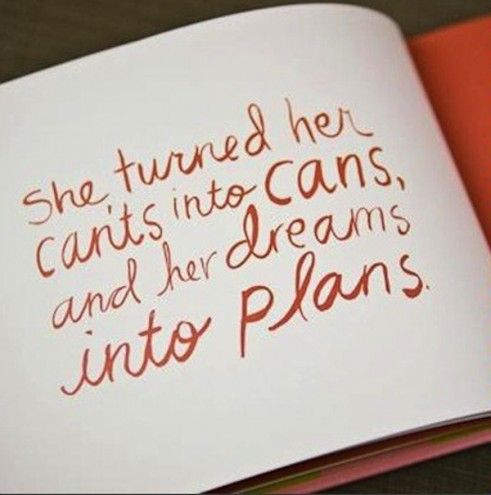 she turned her
can'ts into cans,
and her dreams
into plans.